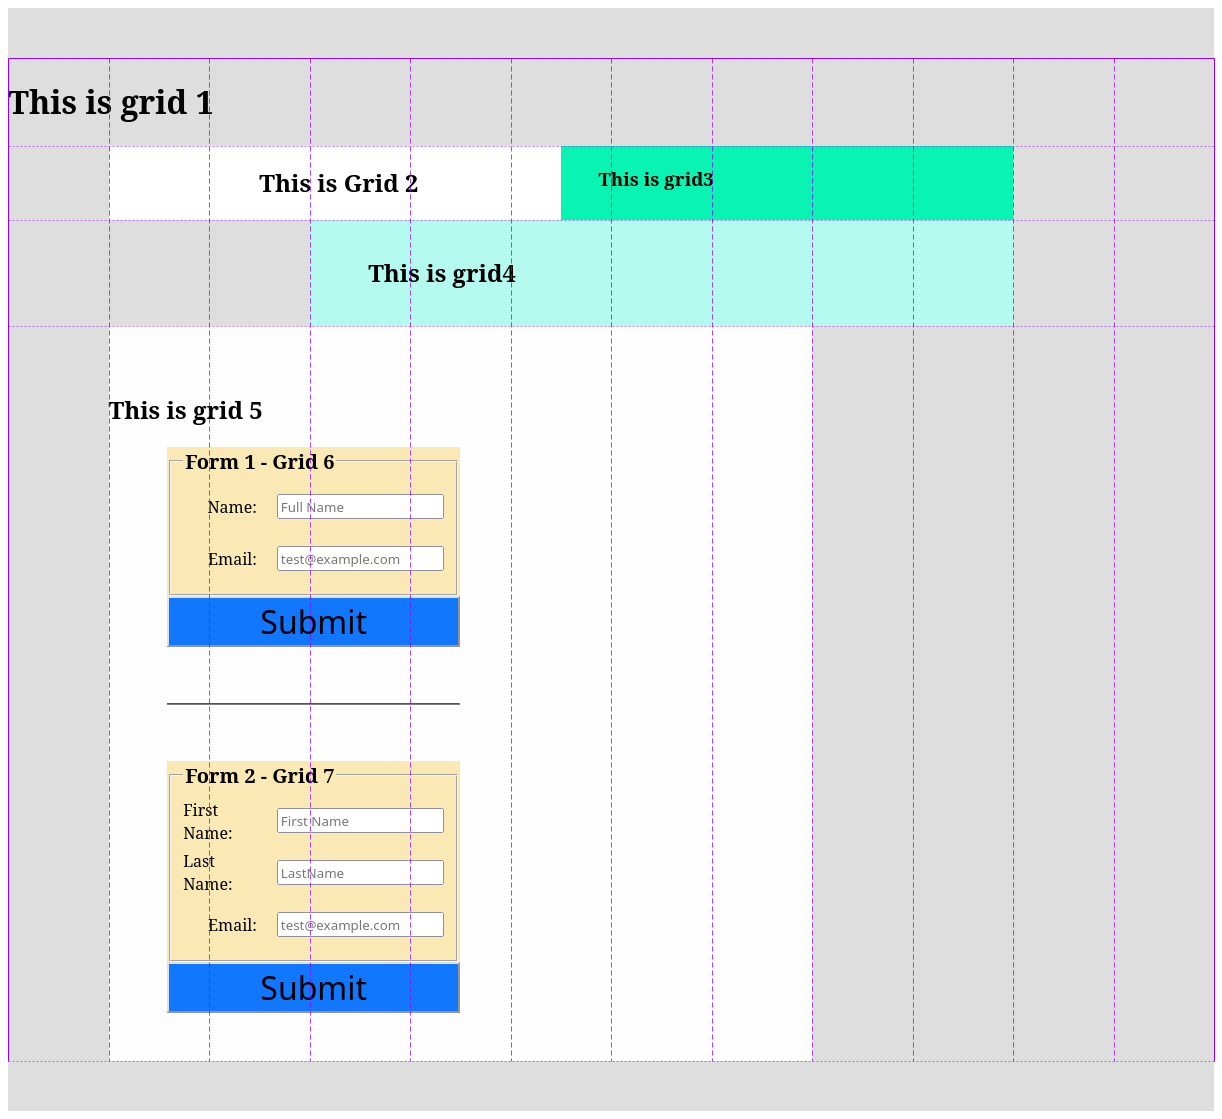 This is grid 1
This is Grid 2
This is grid3
This is grid4
This is grid 5
Form 1 - Grid 6
Name: Full Name
Email: test@example.com
Submit
Form 2 - Grid 7
First
Name:
First Name
Last
Name:
LastName
Email: test@example.com
Submit